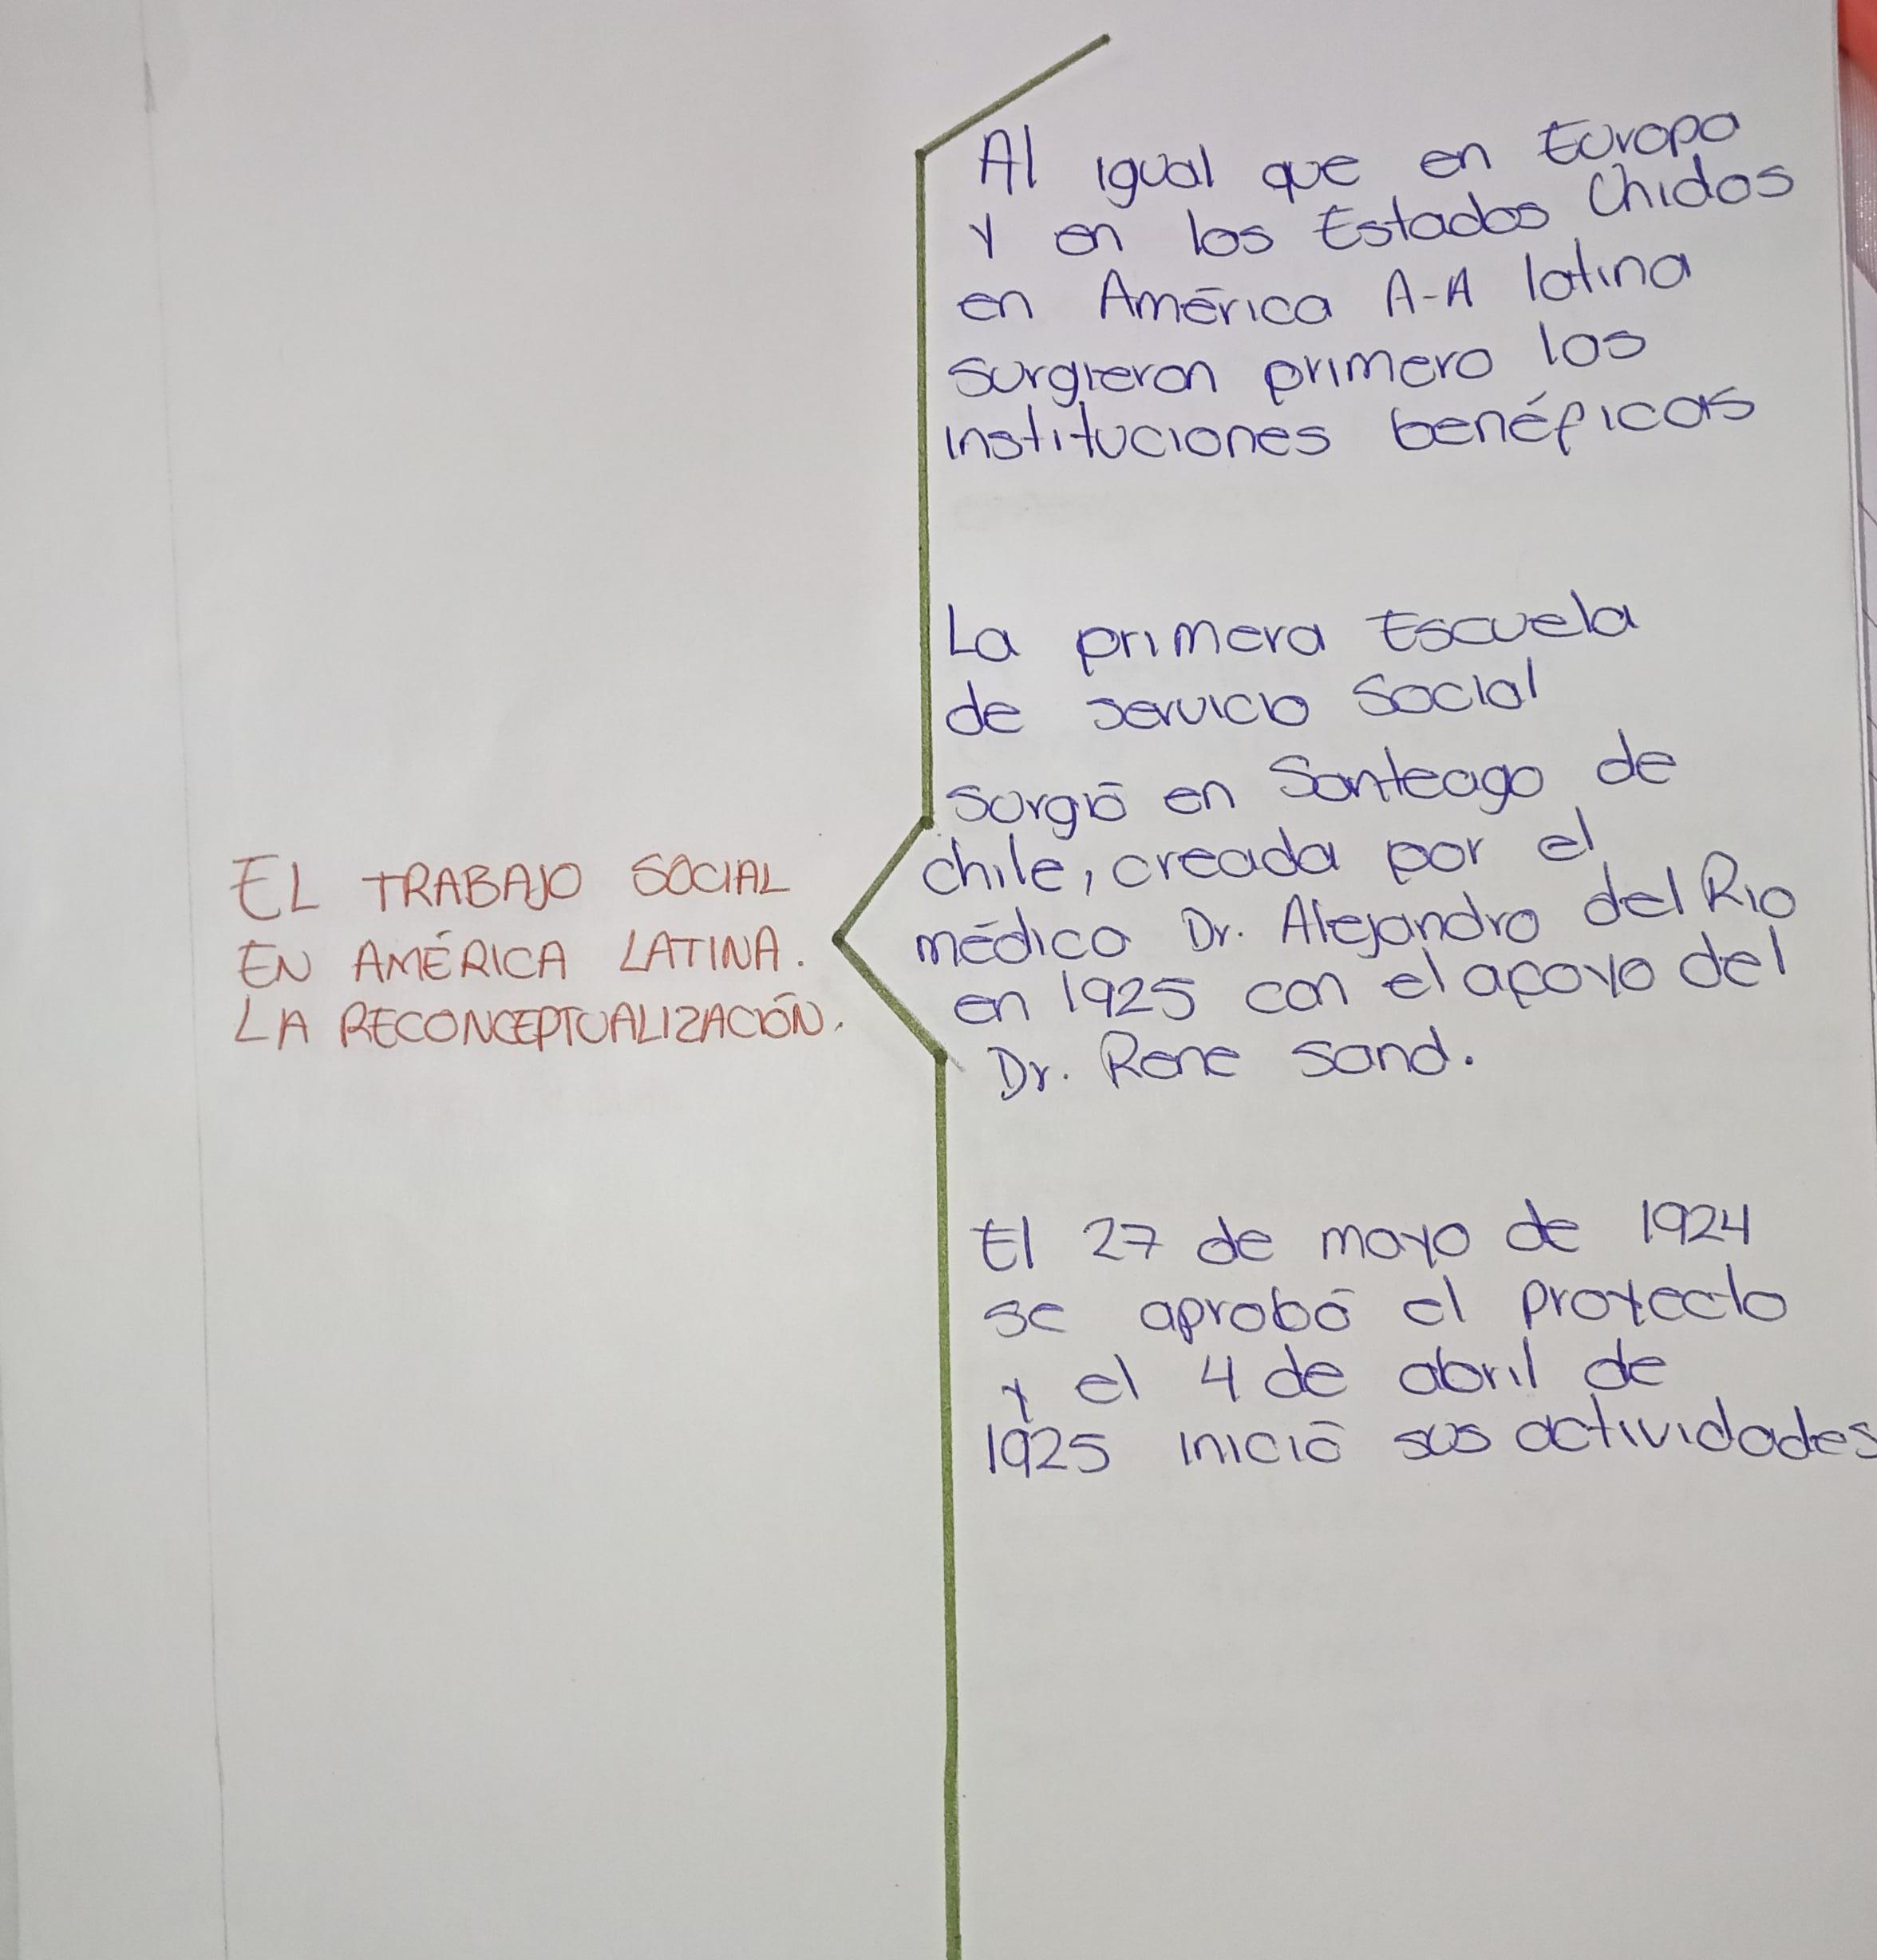 EL TRABAJO SOCIAL
EN AMÉRICA LATINA.
LA RECONCEPTUALIZACIÓN.
Al igual que en Europa
y en los Estados Unidos
en América A-A latina
surgieron primero los
instituciones benéficas
La primera Escuela
de servicio Social
surgió en Santeago de
chile, creada por el
médico Dr. Alejandro del Rio
en 1925 con el apoyo del
Dr. Rene Sand.
El 27 de mayo de 1924
se aprobó el proyecto
y el 4 de abril de
1925 inició sus actividades